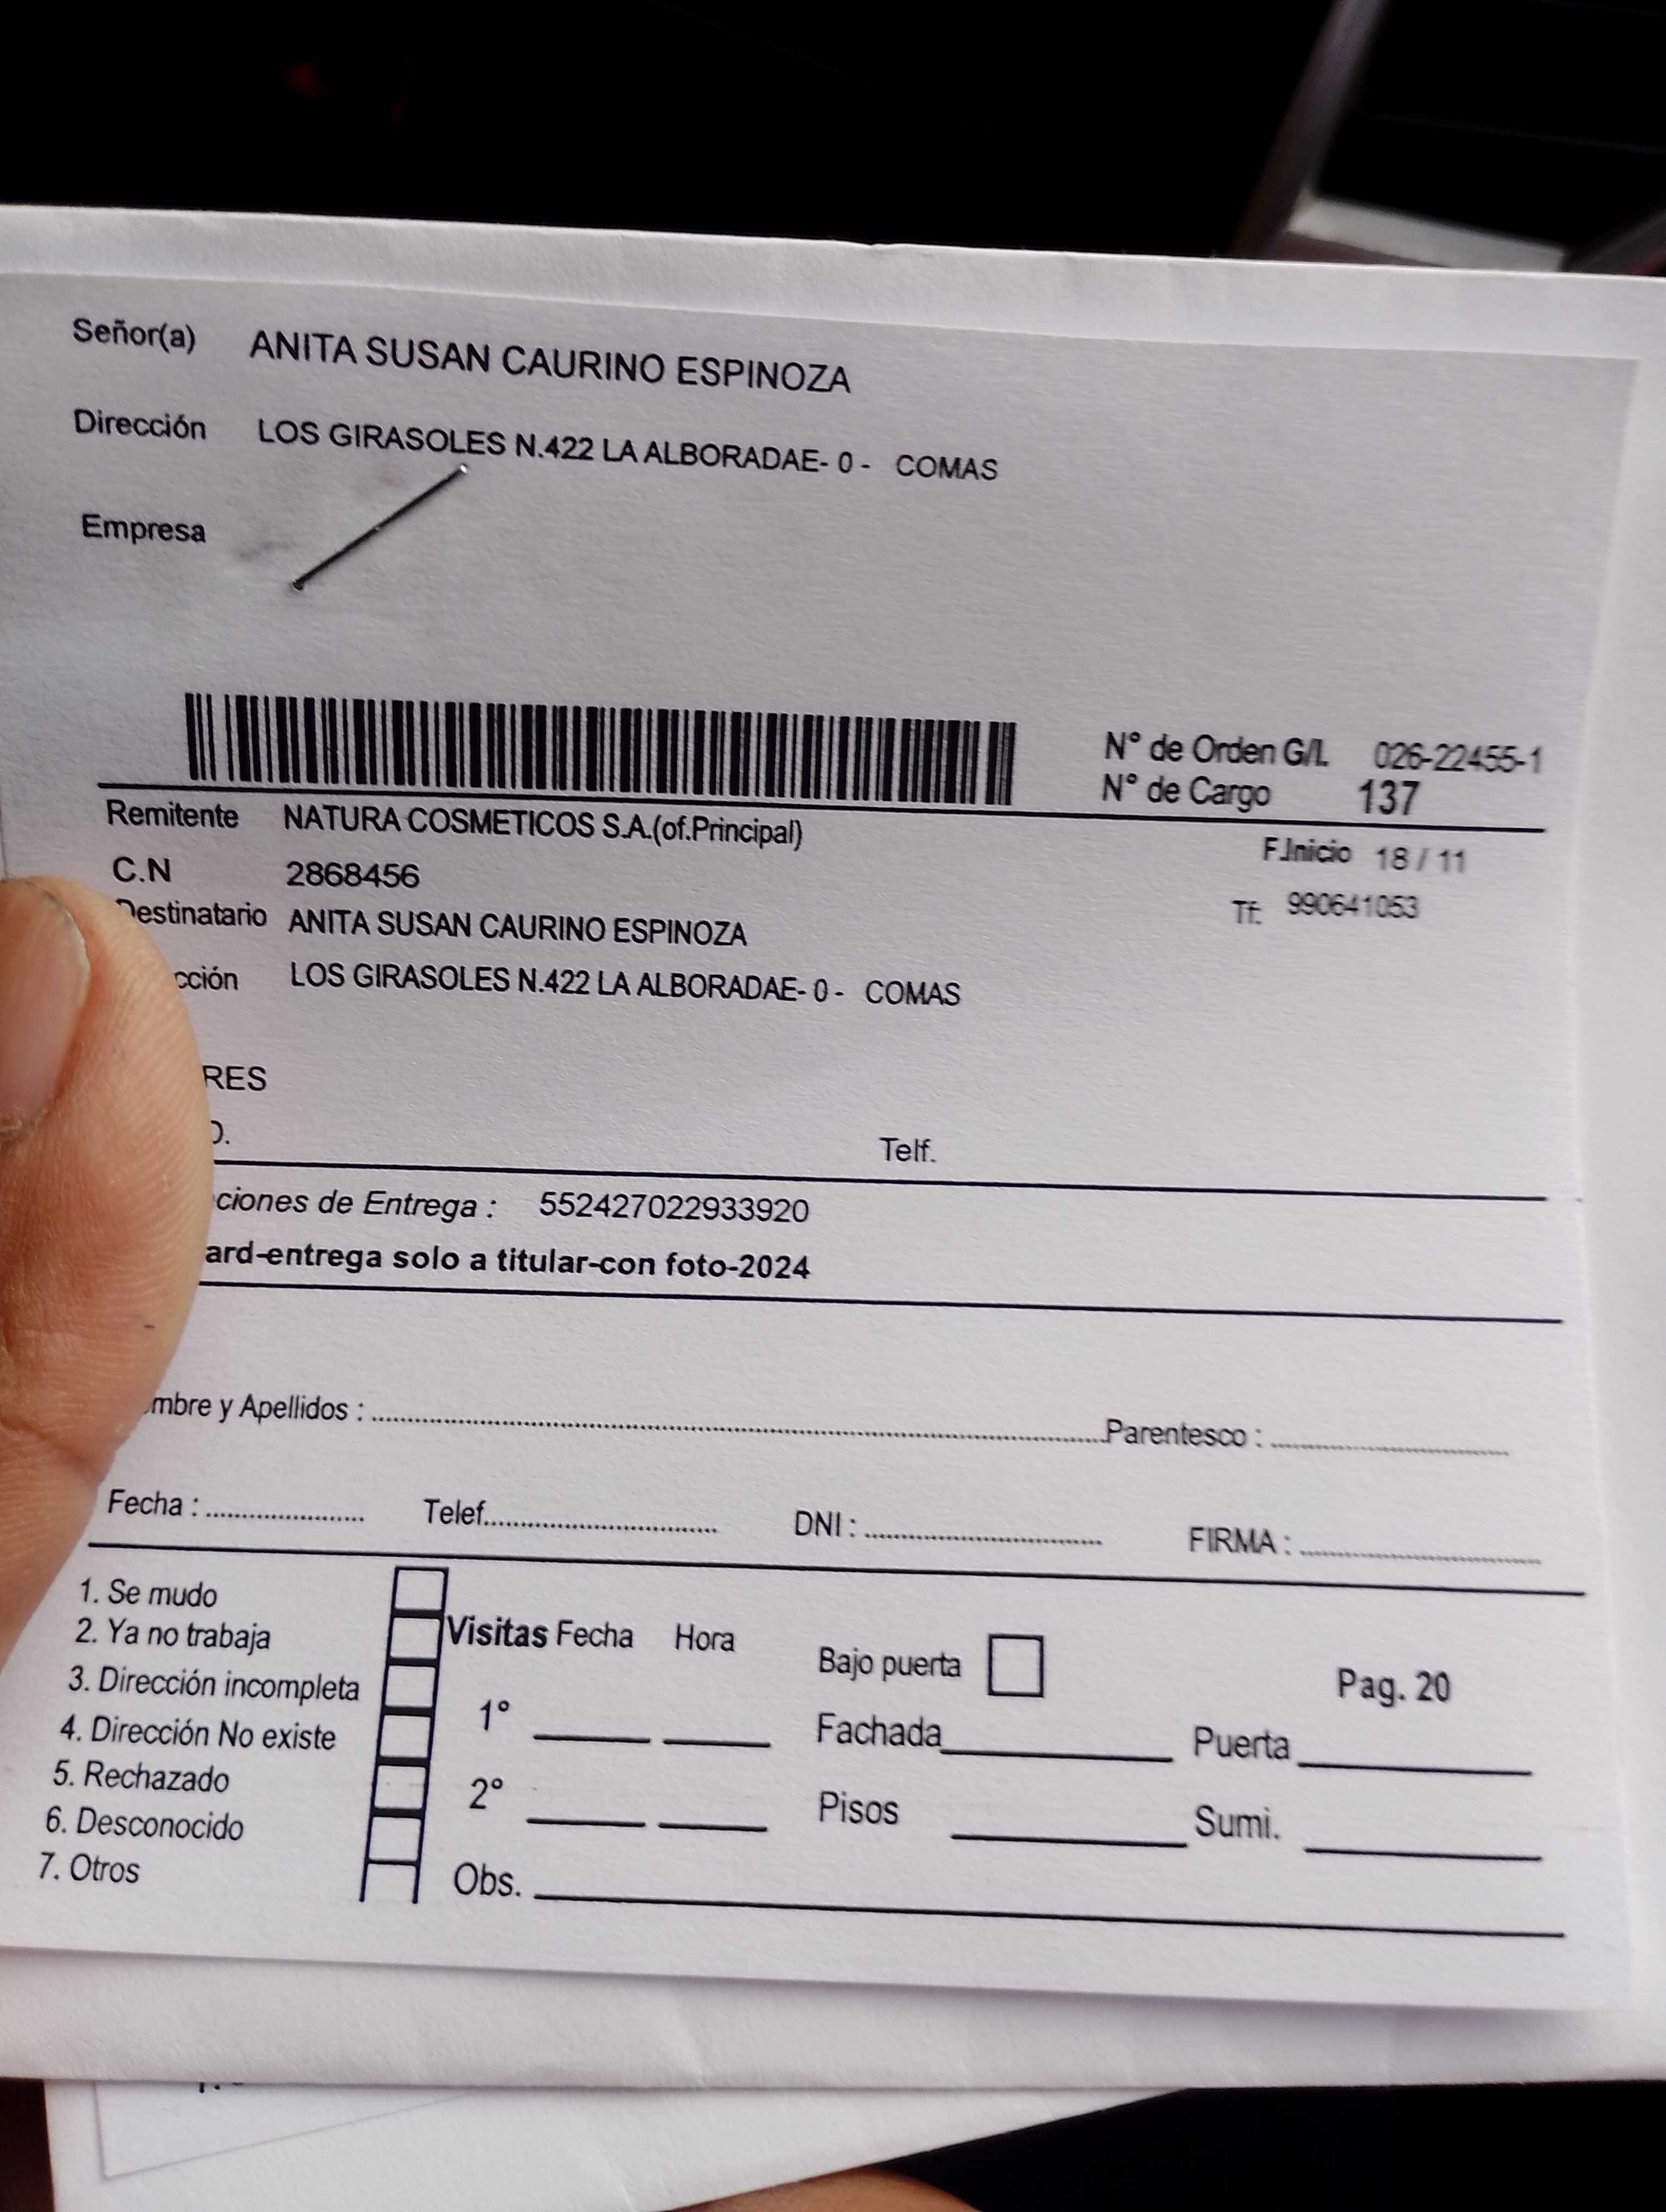 Señor(a) ANITA SUSAN CAURINO ESPINOZA
Dirección LOS GIRASOLES N.422 LA ALBORADAE- 0 - COMAS
Empresa
N° de Orden G/I. 026-22455-1
N° de Cargo 137
Remitente NATURA COSMETICOS S.A.(of.Principal)
F.Inicio 18 / 11
C.N 2868456
Tf: 990641053
Destinatario ANITA SUSAN CAURINO ESPINOZA
cción LOS GIRASOLES N.422 LA ALBORADAE- 0 - COMAS
RES
Telf.
ciones de Entrega : 552427022933920
ard-entrega solo a titular-con foto-2024
mbre y Apellidos : Parentesco :
Fecha : Telef. DNI : FIRMA :
1. Se mudo
2. Ya no trabaja
3. Dirección incompleta
4. Dirección No existe
5. Rechazado
6. Desconocido
7. Otros
Visitas Fecha Hora
1°
2°
Obs.
Bajo puerta
Pag. 20
Fachada Puerta
Pisos Sumi.